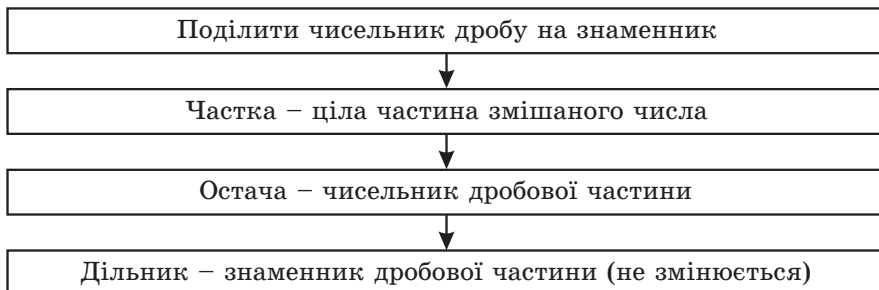 Поділити чисельник дробу на знаменник
Частка – ціла частина змішаного числа
Остача – чисельник дробової частини
Дільник – знаменник дробової частини (не змінюється)